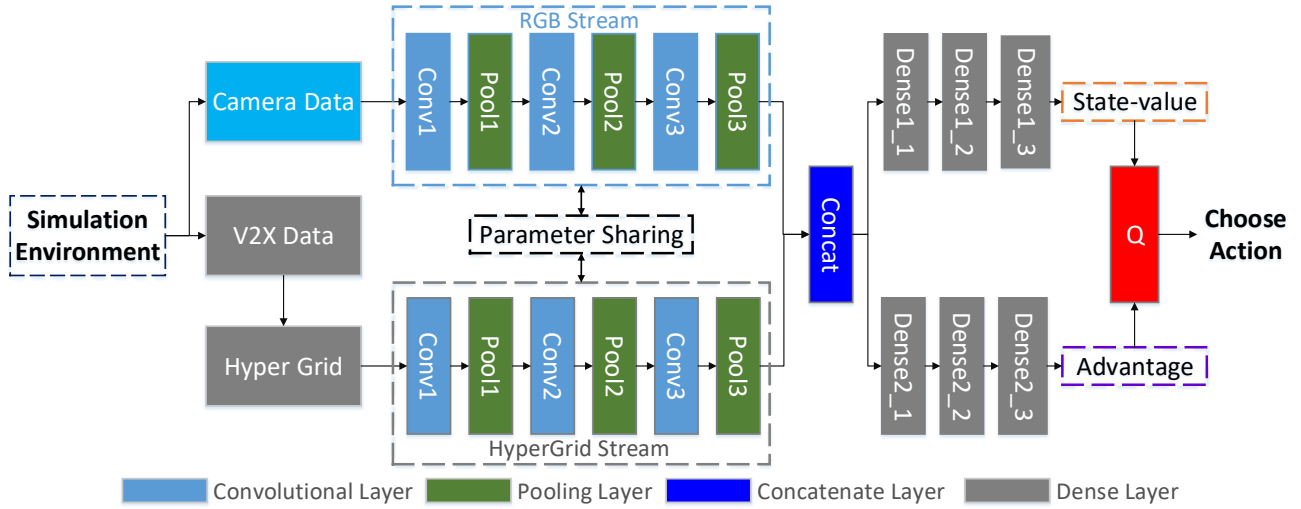 RGB Stream
Conv1
Pool1
Conv2
Pool2
Conv3
Pool3
Camera Data
Simulation
Environment
V2X Data
Hyper Grid
Parameter Sharing
Conv1
Pool1
Conv2
Pool2
Conv3
Pool3
HyperGrid Stream
Concat
Dense1_1
Dense1_2
Dense1_3
State-value
Dense2_1
Dense2_2
Dense2_3
Advantage
Q
Choose
Action
Convolutional Layer
Pooling Layer
Concatenate Layer
Dense Layer